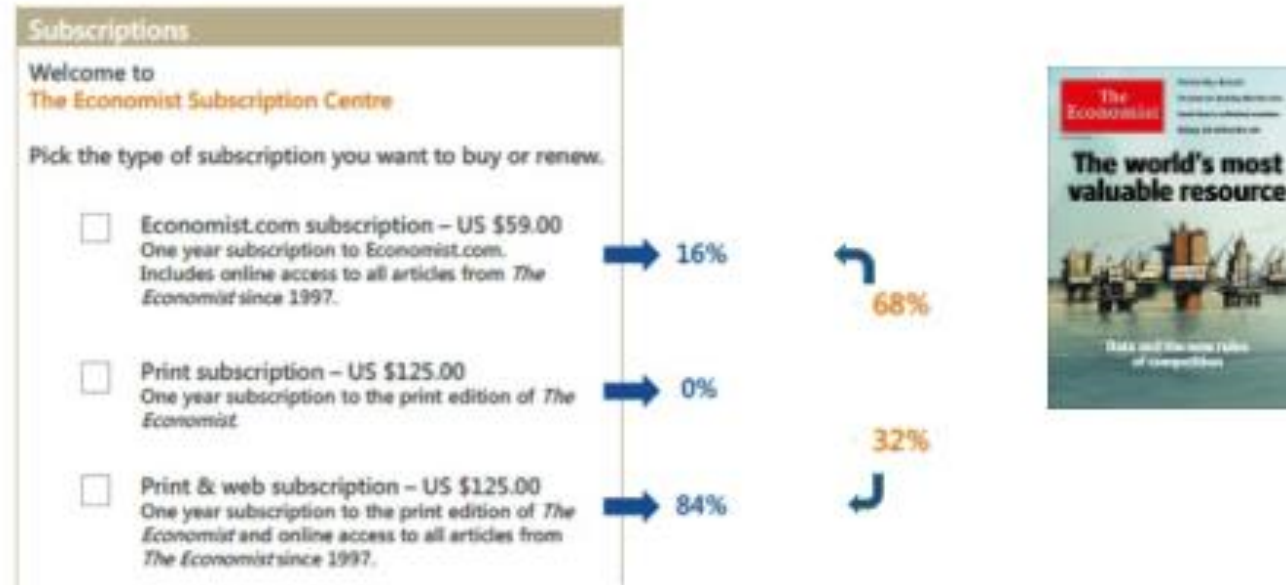 Subscriptions
Welcome to
The Economist Subscription Centre
Pick the type of subscription you want to buy or renew.
Economist.com subscription – US $59.00
One year subscription to Economist.com.
Includes online access to all articles from The
Economist since 1997.
16%
68%
Print subscription – US $125.00
One year subscription to the print edition of The
Economist.
0%
32%
Print & web subscription – US $125.00
One year subscription to the print edition of The
Economist and online access to all articles from
The Economist since 1997.
84%
The
Economist
The world's most
valuable resource
Data and the new rules
of competition